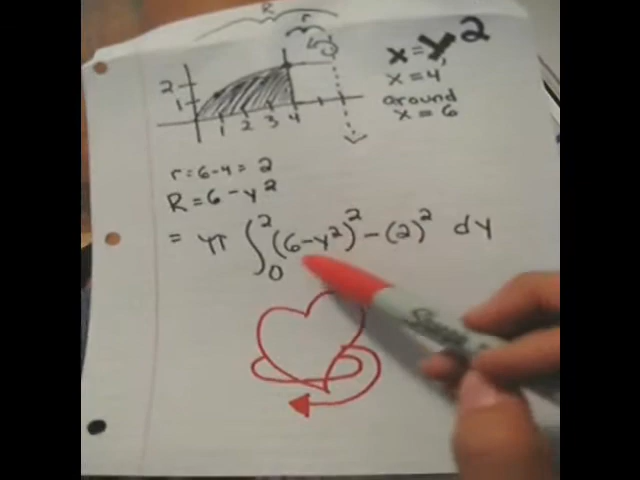 R
r
x = y2
x = 4,
around
x = 6
2
1
1 2 3 4
r = 6 - 4 = 2
R = 6 - y²
= π ∫₀² (6 - y²)² - (2)² dy